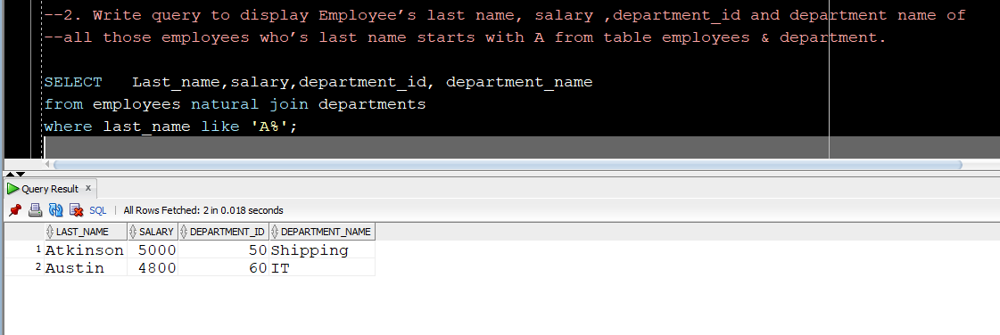 --2. Write query to display Employee’s last name, salary ,department_id and department name of
--all those employees who’s last name starts with A from table employees & department.
SELECT   Last_name,salary,department_id, department_name
from employees natural join departments
where last_name like 'A%';
Query Result x
SQL | All Rows Fetched: 2 in 0.018 seconds
LAST_NAME SALARY DEPARTMENT_ID DEPARTMENT_NAME
1 Atkinson 5000 50 Shipping
2 Austin 4800 60 IT